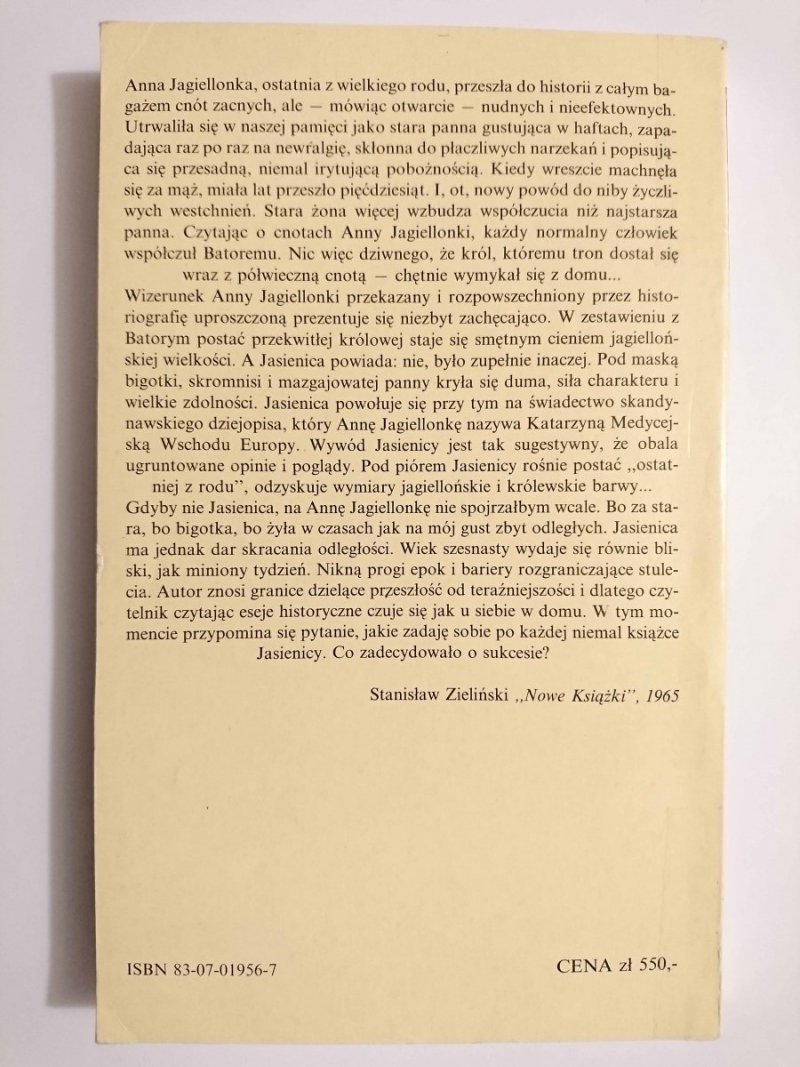 Anna Jagiellonka, ostatnia z wielkiego rodu, przeszła do historii z całym ba-
gażem cnót zacnych, ale — mówiąc otwarcie — nudnych i nieefektownych.
Utrwaliła się w naszej pamięci jako stara panna gustująca w haftach, zapa-
dająca raz po raz na newralgię, skłonna do płaczliwych narzekań i popisują-
ca się przesadną, niemal irytującą pobożnością. Kiedy wreszcie machnęła
się za mąż, miała lat przeszło pięćdziesiąt. I, ot, nowy powód do niby życzli-
wych westchnień. Stara żona więcej wzbudza współczucia niż najstarsza
panna. Czytając o cnotach Anny Jagiellonki, każdy normalny człowiek
współczuł Batoremu. Nic więc dziwnego, że król, któremu tron dostał się
wraz z półwieczną cnotą — chętnie wymykał się z domu...
Wizerunek Anny Jagiellonki przekazany i rozpowszechniony przez histo-
riografię uproszczoną prezentuje się niezbyt zachęcająco. W zestawieniu z
Batorym postać przekwitłej królowej staje się smętnym cieniem jagielloń-
skiej wielkości. A Jasienica powiada: nie, było zupełnie inaczej. Pod maską
bigotki, skromnisi i mazgajowatej panny kryła się duma, siła charakteru i
wielkie zdolności. Jasienica powołuje się przy tym na świadectwo skandy-
nawskiego dziejopisa, który Annę Jagiellonkę nazywa Katarzyną Medycej-
ską Wschodu Europy. Wywód Jasienicy jest tak sugestywny, że obala
ugruntowane opinie i poglądy. Pod piórem Jasienicy rośnie postać „ostat-
niej z rodu”, odzyskuje wymiary jagiellońskie i królewskie barwy...
Gdyby nie Jasienica, na Annę Jagiellonkę nie spojrzałbym wcale. Bo za sta-
ra, bo bigotka, bo żyła w czasach jak na mój gust zbyt odległych. Jasienica
ma jednak dar skracania odległości. Wiek szesnasty wydaje się równie bli-
ski, jak miniony tydzień. Nikną progi epok i bariery rozgraniczające stule-
cia. Autor znosi granice dzielące przeszłość od teraźniejszości i dlatego czy-
telnik czytając eseje historyczne czuje się jak u siebie w domu. W tym mo-
mencie przypomina się pytanie, jakie zadaję sobie po każdej niemal książce
Jasienicy. Co zadecydowało o sukcesie?
Stanisław Zieliński „Nowe Książki”, 1965
ISBN 83-07-01956-7
CENA zł 550,-